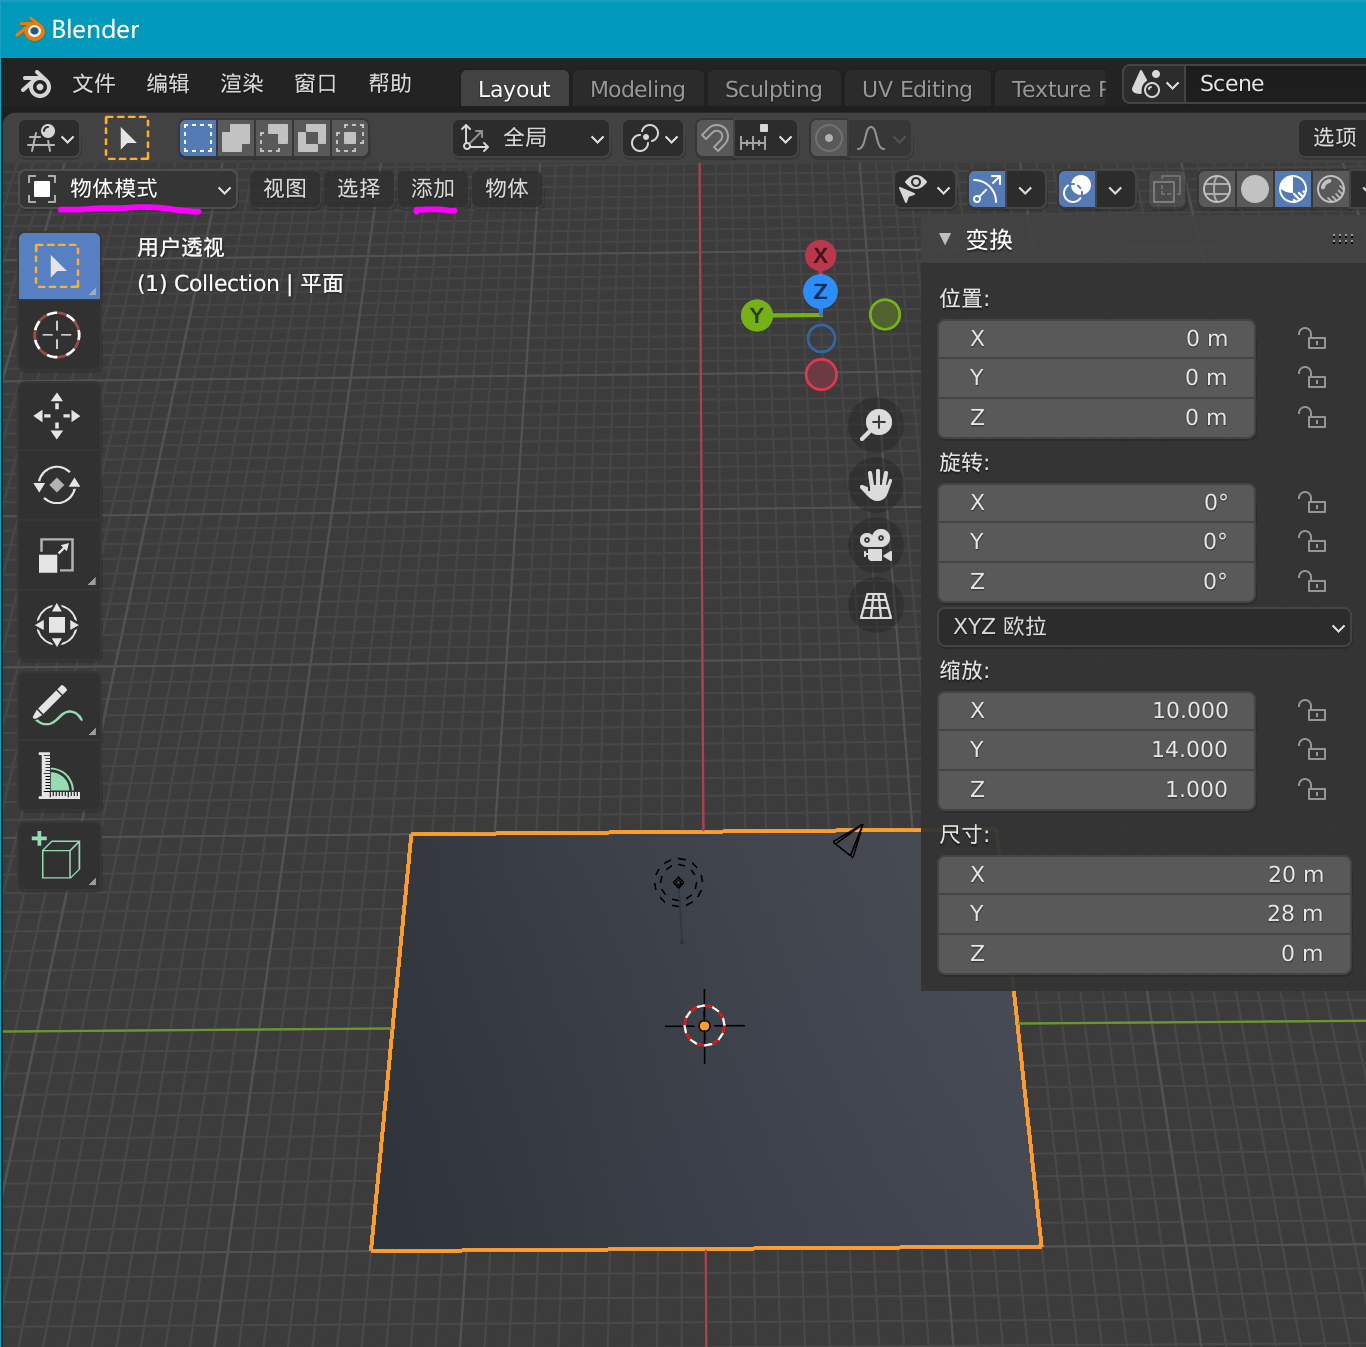 Blender
文件 编辑 渲染 窗口 帮助 Layout Modeling Sculpting UV Editing Texture Scene
全局 选项
物体模式 视图 选择 添加 物体
用户透视
(1) Collection | 平面
X
Z
Y
变换
位置:
X 0 m
Y 0 m
Z 0 m
旋转:
X 0°
Y 0°
Z 0°
XYZ 欧拉
缩放:
X 10.000
Y 14.000
Z 1.000
尺寸:
X 20 m
Y 28 m
Z 0 m